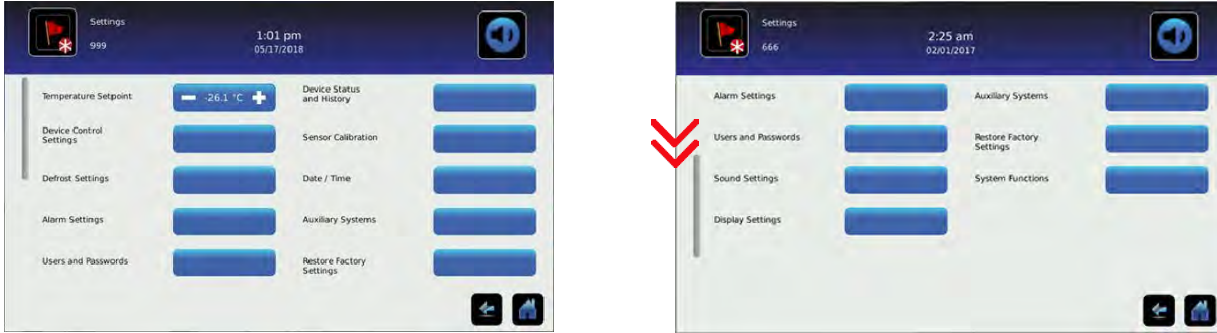 Settings
999
1:01 pm
05/17/2018
Temperature Setpoint
-26.1 °C
Device Status
and History
Device Control
Settings
Sensor Calibration
Defrost Settings
Date / Time
Alarm Settings
Auxiliary Systems
Users and Passwords
Restore Factory
Settings
Settings
666
2:25 am
02/01/2017
Alarm Settings
Auxiliary Systems
Users and Passwords
Restore Factory
Settings
Sound Settings
System Functions
Display Settings